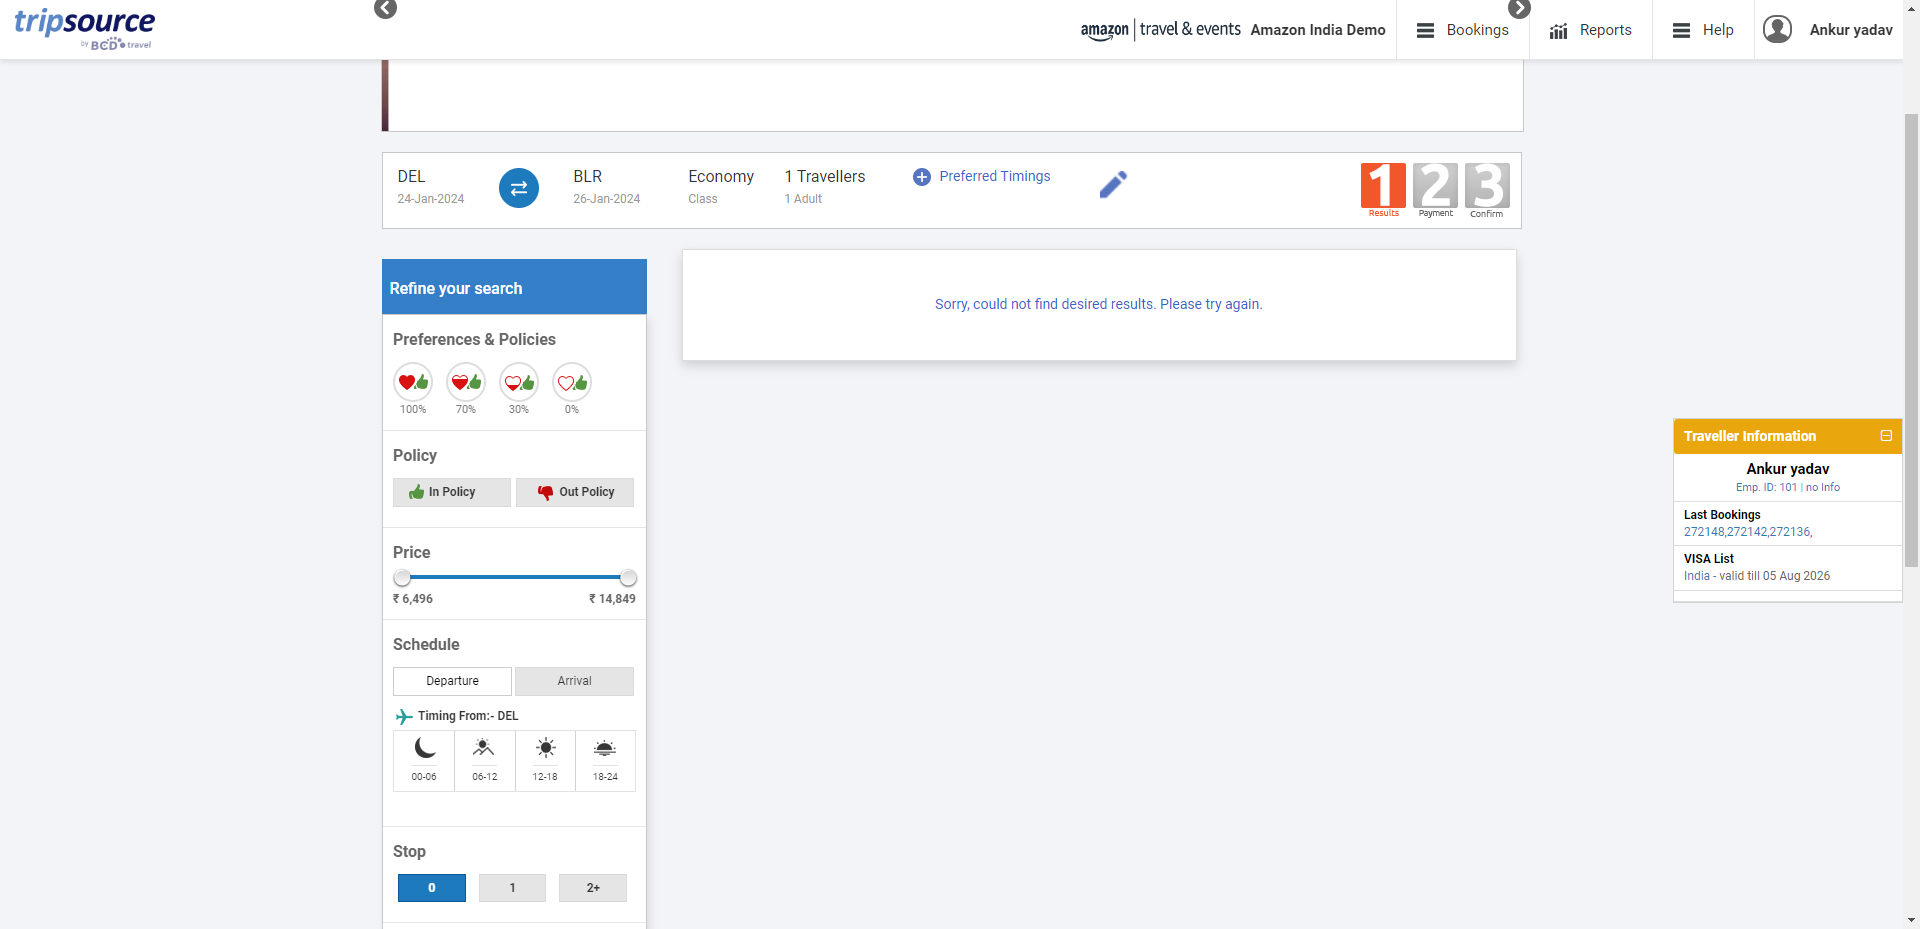 tripsource
by BCD travel
amazon travel & events Amazon India Demo
Bookings
Reports
Help
Ankur yadav
DEL
24-Jan-2024
BLR
26-Jan-2024
Economy
Class
1 Travellers
1 Adult
Preferred Timings
1 2 3
Results Payment Confirm
Refine your search
Sorry, could not find desired results. Please try again.
Preferences & Policies
100% 70% 30% 0%
Policy
In Policy Out Policy
Price
₹ 6,496 ₹ 14,849
Schedule
Departure Arrival
Timing From:- DEL
00-06 06-12 12-18 18-24
Stop
0 1 2+
Traveller Information
Ankur yadav
Emp. ID: 101 | no Info
Last Bookings
272148,272142,272136,
VISA List
India - valid till 05 Aug 2026